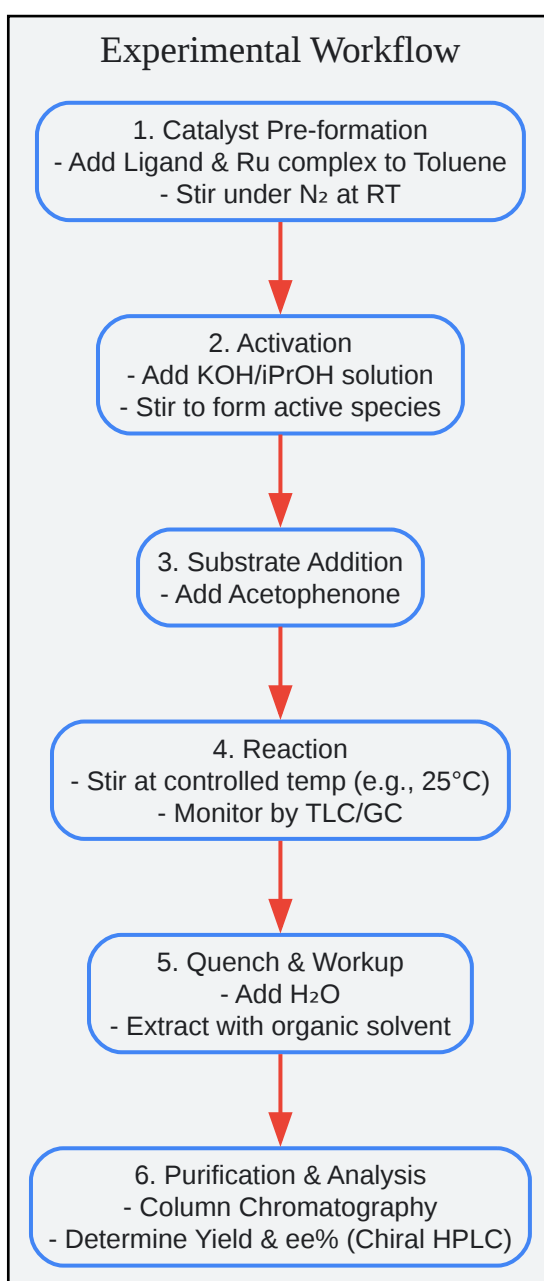 Experimental Workflow
1. Catalyst Pre-formation
- Add Ligand & Ru complex to Toluene
- Stir under N₂ at RT
2. Activation
- Add KOH/iPrOH solution
- Stir to form active species
3. Substrate Addition
- Add Acetophenone
4. Reaction
- Stir at controlled temp (e.g., 25°C)
- Monitor by TLC/GC
5. Quench & Workup
- Add H₂O
- Extract with organic solvent
6. Purification & Analysis
- Column Chromatography
- Determine Yield & ee% (Chiral HPLC)